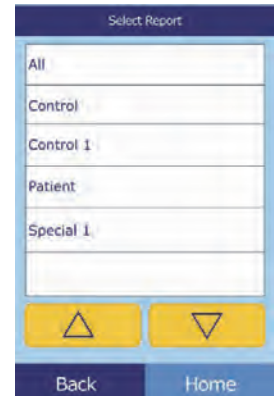 Select Report
All
Control
Control 1
Patient
Special 1
Back Home